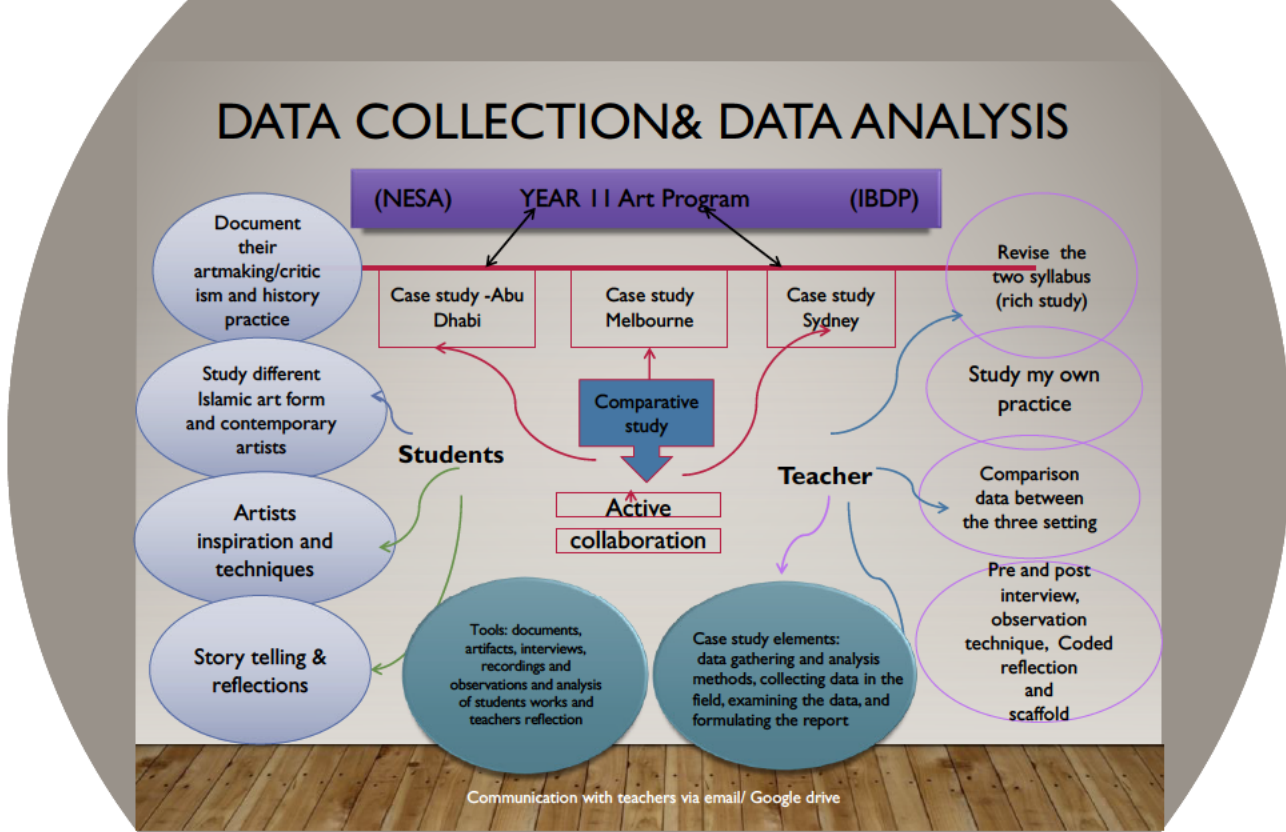 DATA COLLECTION& DATA ANALYSIS
(NESA) YEAR 11 Art Program (IBDP)
Document
their
artmaking/critic
ism and history
practice
Study different
Islamic art form
and contemporary
artists
Artists
inspiration and
techniques
Story telling &
reflections
Case study -Abu
Dhabi
Case study
Melbourne
Case study
Sydney
Comparative
study
Students
Active
collaboration
Teacher
Revise the
two syllabus
(rich study)
Study my own
practice
Comparison
data between
the three setting
Pre and post
interview,
observation
technique, Coded
reflection
and
scaffold
Tools: documents,
artifacts, interviews,
recordings and
observations and analysis
of students works and
teachers reflection
Case study elements:
data gathering and analysis
methods, collecting data in the
field, examining the data, and
formulating the report
Communication with teachers via email/ Google drive